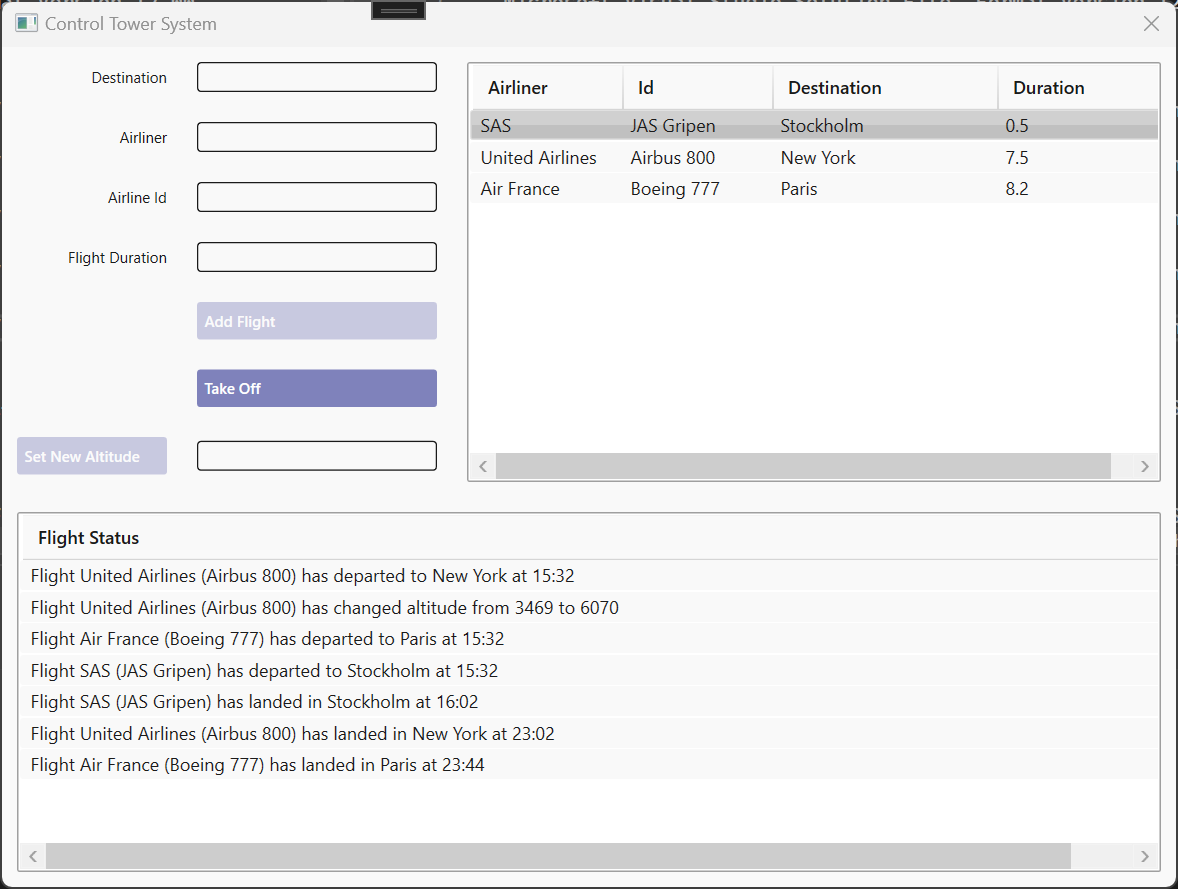 Control Tower System
Destination
Airliner
Airline Id
Flight Duration
Add Flight
Take Off
Set New Altitude
Airliner Id Destination Duration
SAS JAS Gripen Stockholm 0.5
United Airlines Airbus 800 New York 7.5
Air France Boeing 777 Paris 8.2
Flight Status
Flight United Airlines (Airbus 800) has departed to New York at 15:32
Flight United Airlines (Airbus 800) has changed altitude from 3469 to 6070
Flight Air France (Boeing 777) has departed to Paris at 15:32
Flight SAS (JAS Gripen) has departed to Stockholm at 15:32
Flight SAS (JAS Gripen) has landed in Stockholm at 16:02
Flight United Airlines (Airbus 800) has landed in New York at 23:02
Flight Air France (Boeing 777) has landed in Paris at 23:44